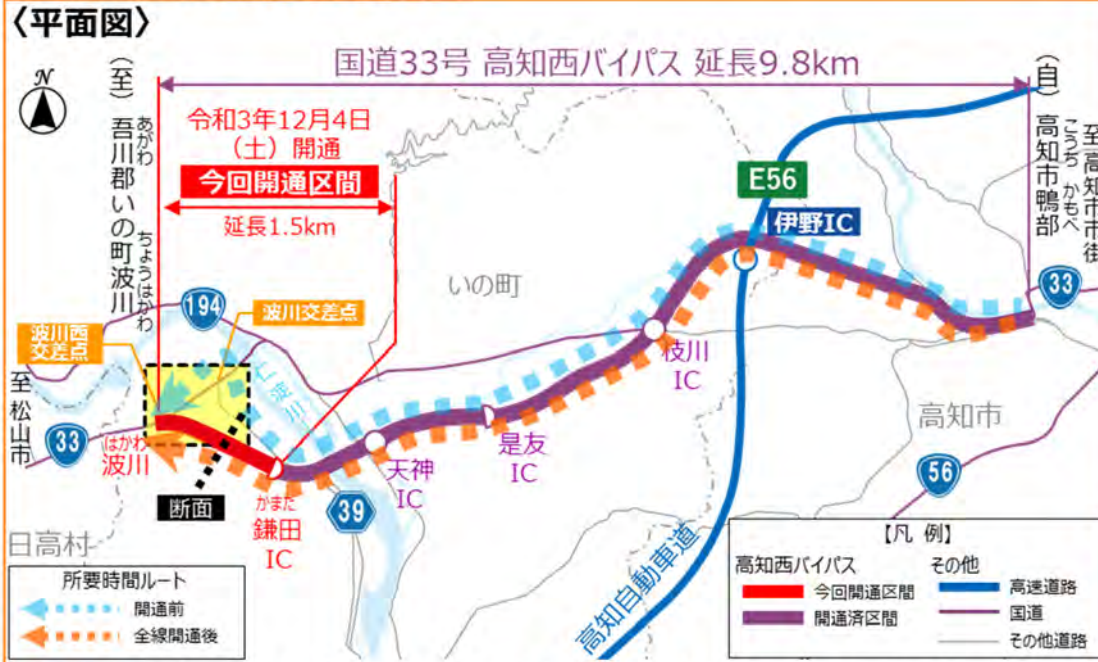 〈平面図〉
国道33号 高知西バイパス 延長9.8km
N
(至)吾川郡いの町波川
あがわ ちょうはかわ
令和3年12月4日
(土)開通
今回開通区間
延長1.5km
(自)高知市鴨部
こうち かもべ
至高知市市街
E56
伊野IC
いの町
33
194
波川交差点
波川西
交差点
仁淀川
枝川
IC
至松山市
33
はかわ
波川
高知市
是友
IC
天神
IC
56
断面
かまた
鎌田
IC
39
日高村
高知自動車道
所要時間ルート
開通前
全線開通後
【凡 例】
高知西バイパス
今回開通区間
開通済区間
その他
高速道路
国道
その他道路